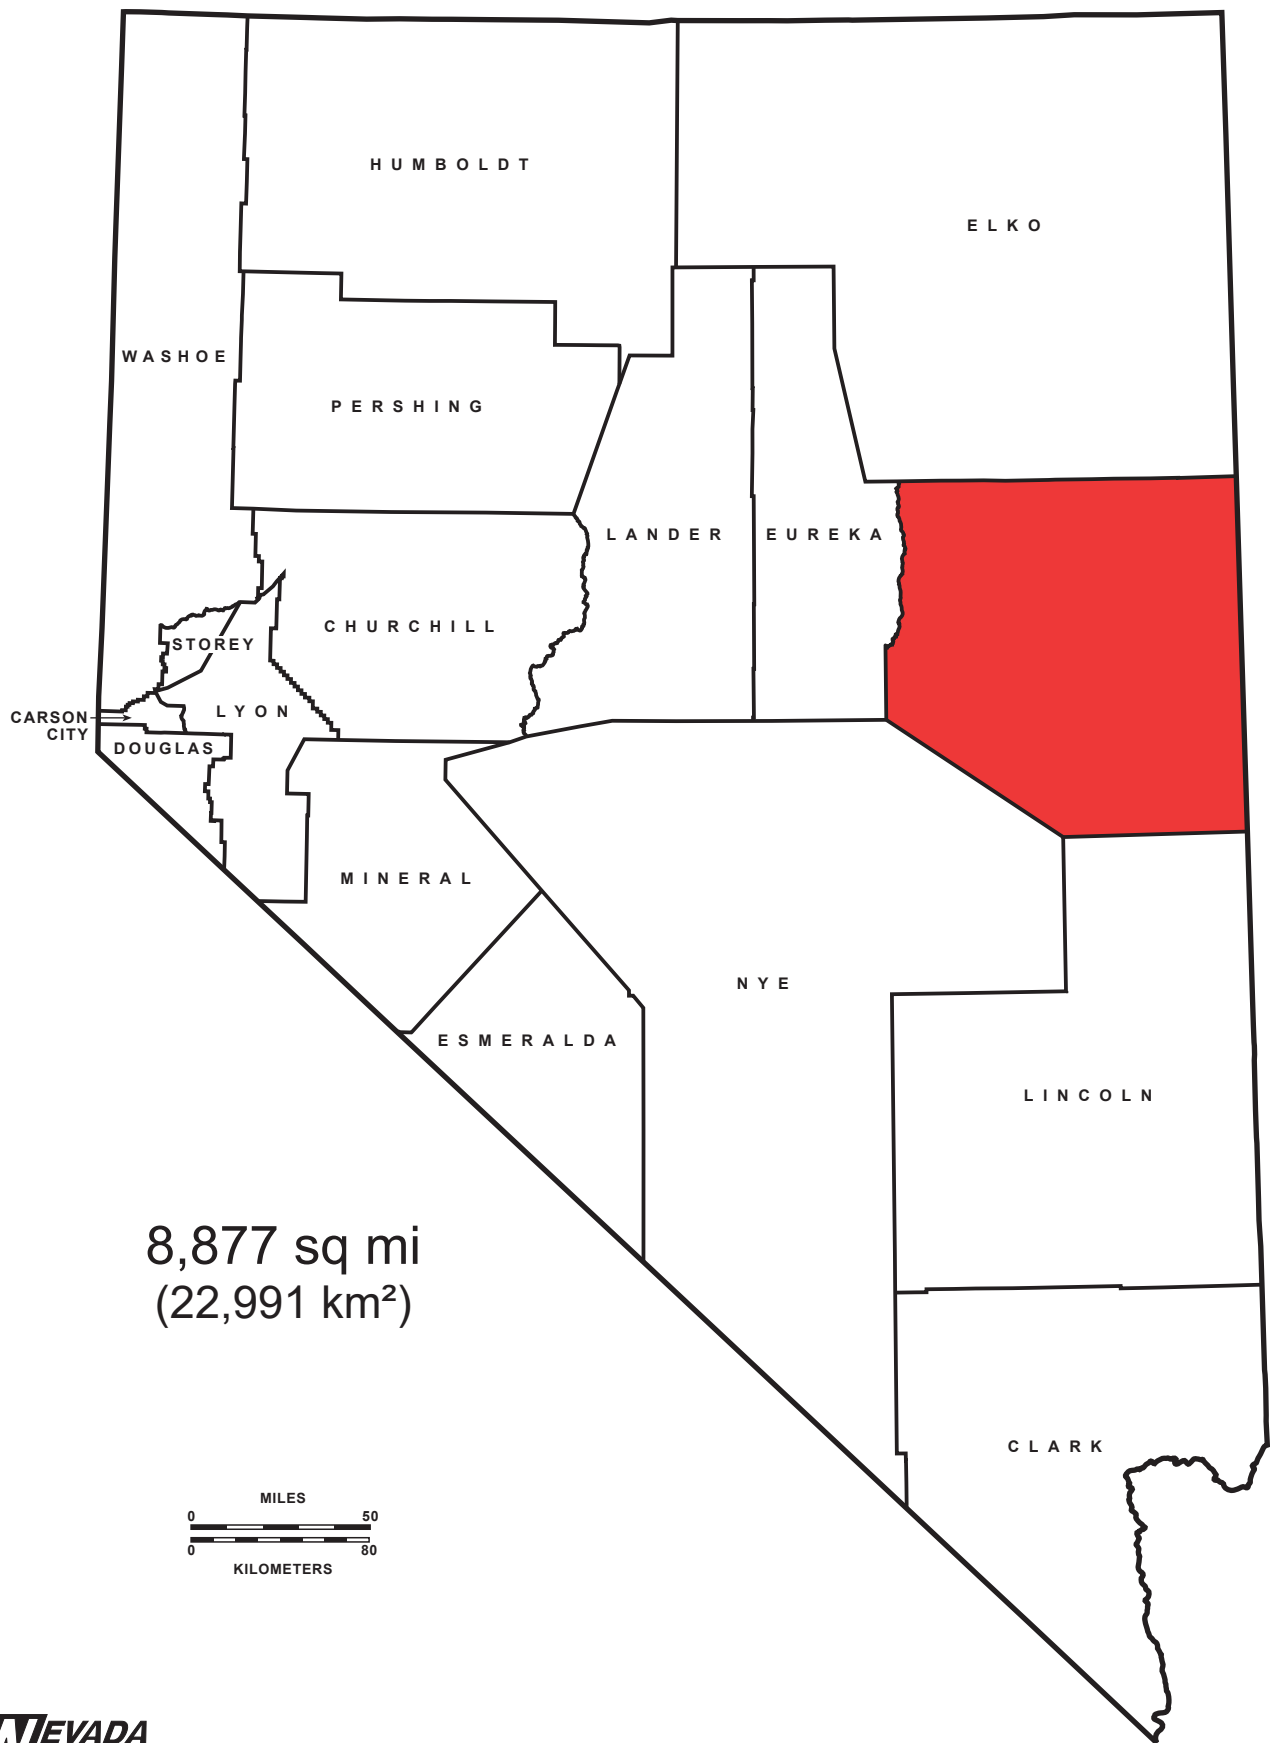 HUMBOLDT
ELKO
WASHOE
PERSHING
LANDER
EUREKA
CHURCHILL
STOREY
LYON
CARSON
CITY
DOUGLAS
MINERAL
NYE
ESMERALDA
LINCOLN
8,877 sq mi
(22,991 km²)
CLARK
MILES
0 50
0 80
KILOMETERS
NEVADA